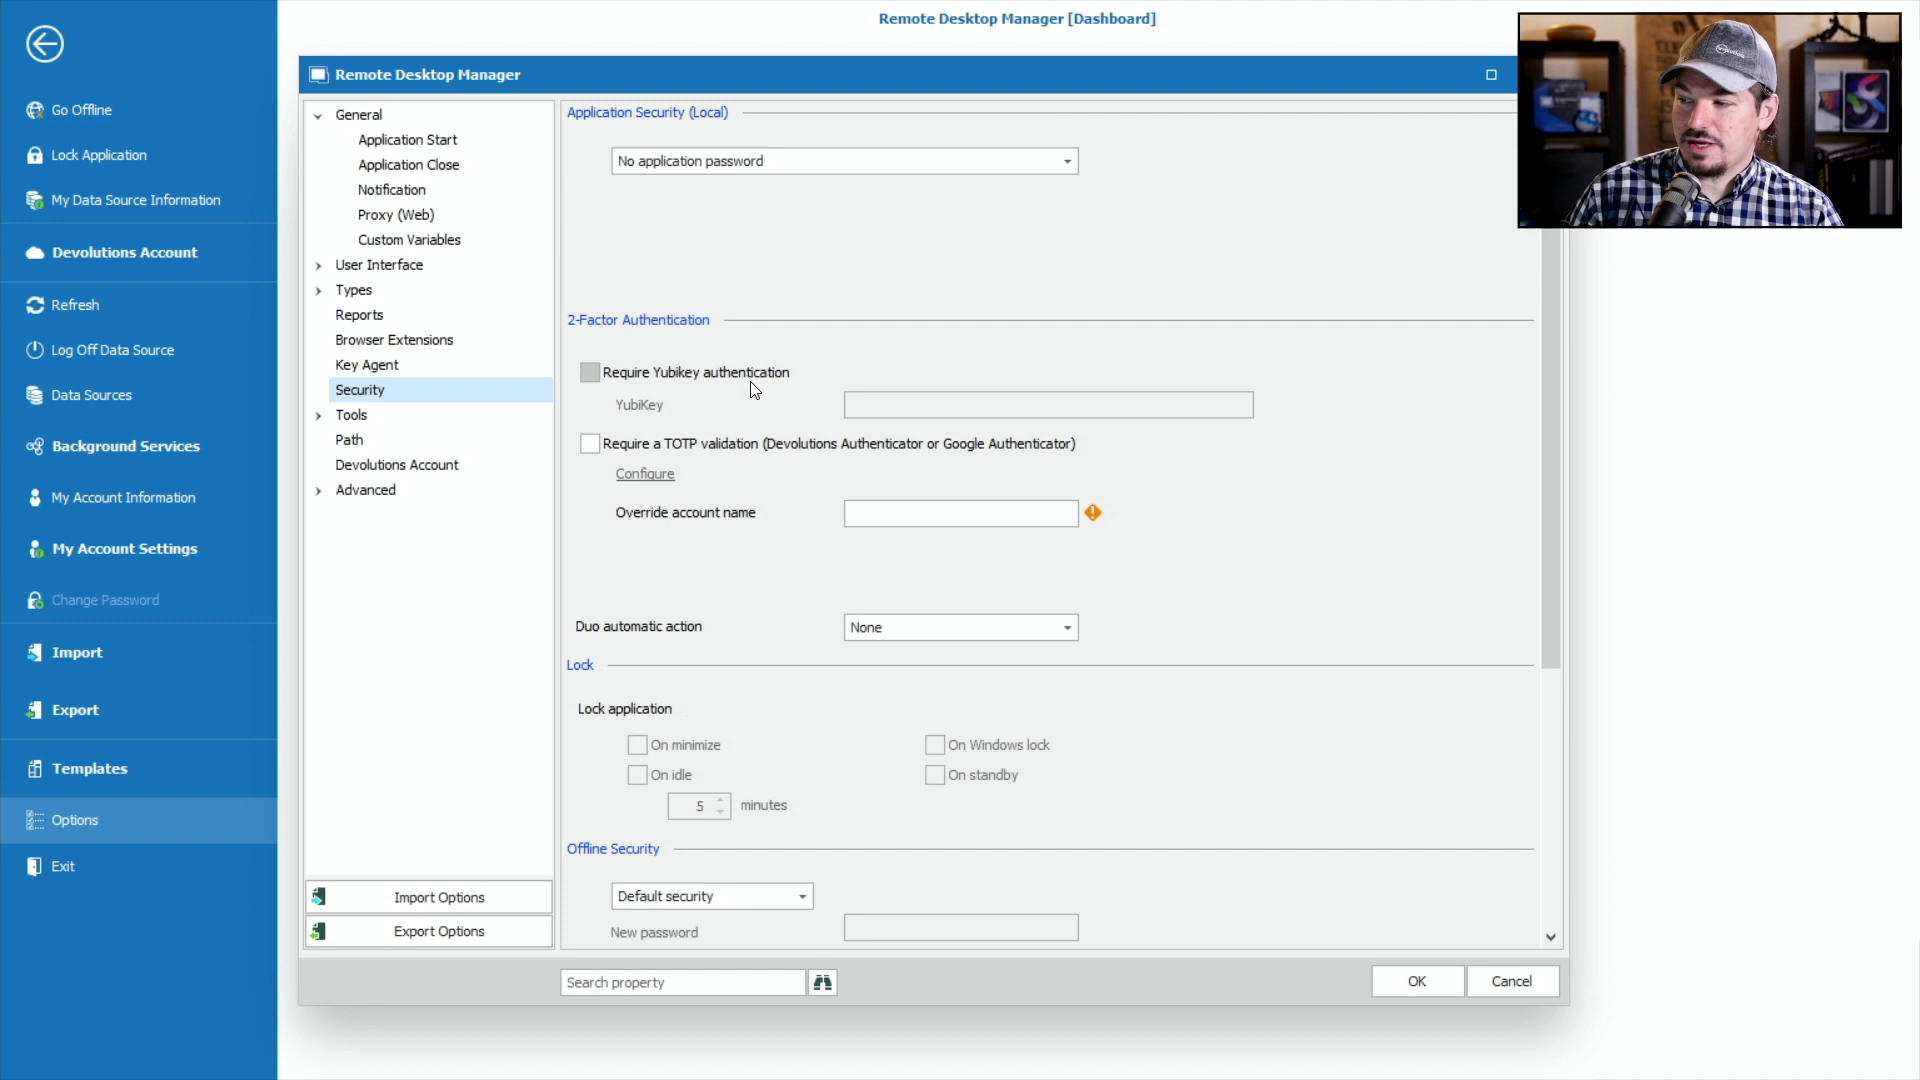 Remote Desktop Manager [Dashboard]
Go Offline
Lock Application
My Data Source Information
Devolutions Account
Refresh
Log Off Data Source
Data Sources
Background Services
My Account Information
My Account Settings
Change Password
Import
Export
Templates
Options
Exit
Remote Desktop Manager
General
Application Start
Application Close
Notification
Proxy (Web)
Custom Variables
User Interface
Types
Reports
Browser Extensions
Key Agent
Security
Tools
Path
Devolutions Account
Advanced
Import Options
Export Options
Application Security (Local)
No application password
2-Factor Authentication
Require Yubikey authentication
YubiKey
Require a TOTP validation (Devolutions Authenticator or Google Authenticator)
Configure
Override account name
Duo automatic action None
Lock
Lock application
On minimize On Windows lock
On idle On standby
5 minutes
Offline Security
Default security
New password
Search property
OK Cancel